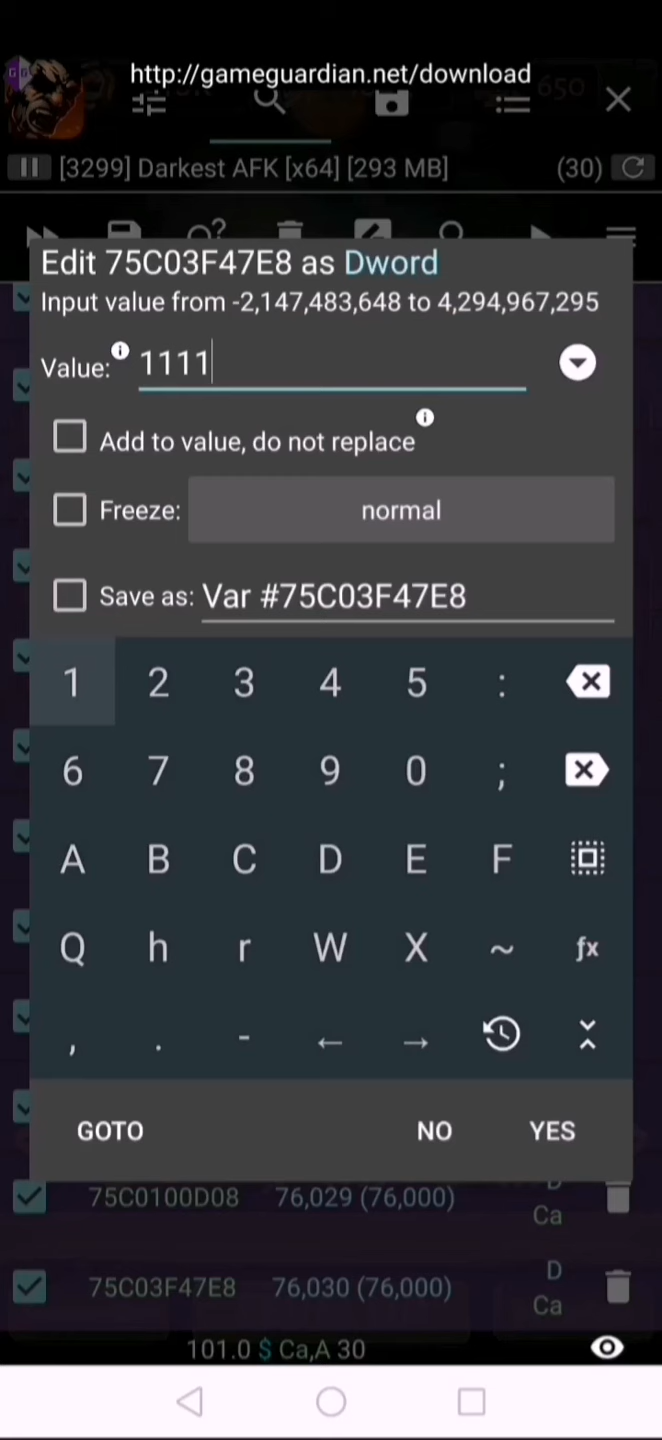 http://gameguardian.net/download
650
[3299] Darkest AFK [x64] [293 MB] (30)
Edit 75C03F47E8 as Dword
Input value from -2,147,483,648 to 4,294,967,295
Value: 1111
Add to value, do not replace
Freeze: normal
Save as: Var #75C03F47E8
1 2 3 4 5 :
6 7 8 9 0 ;
A B C D E F
Q h r W X ~ fx
, . - ← →
GOTO NO YES
75C0100D08 76,029 (76,000) D
Ca
75C03F47E8 76,030 (76,000) D
Ca
101.0 $ Ca,A 30